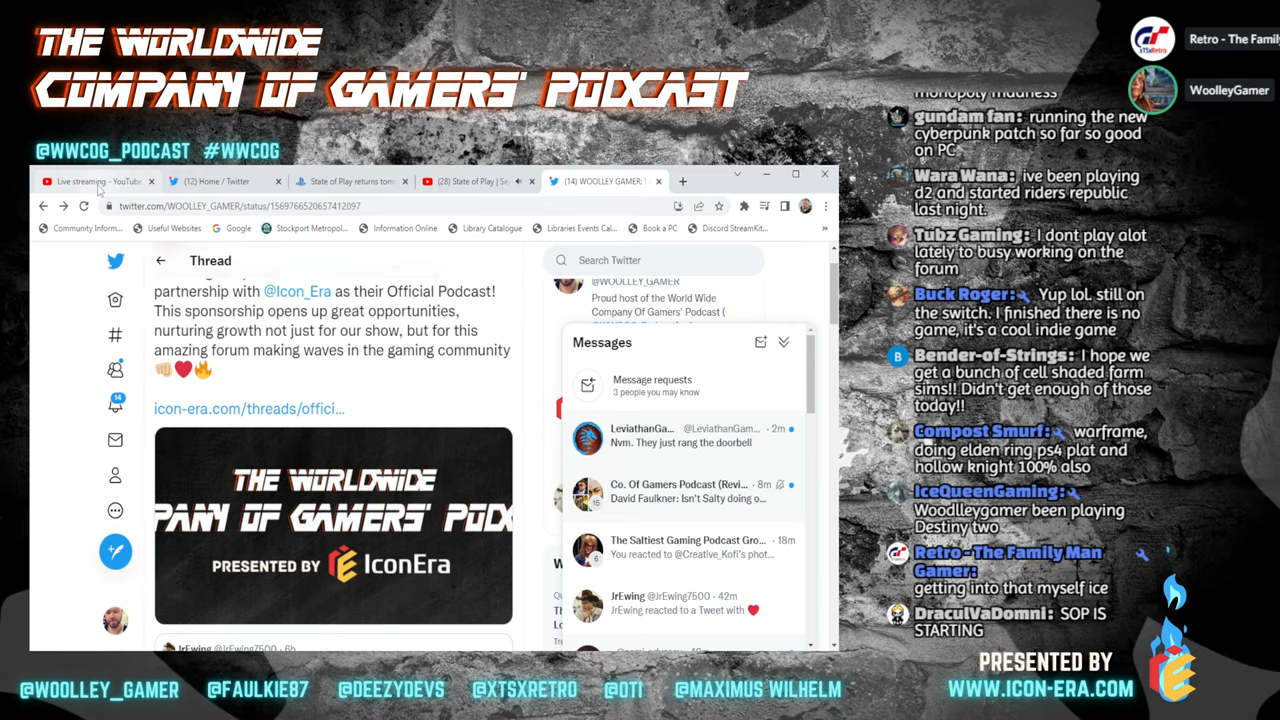 THE WORLDWIDE
COMPANY OF GAMERS' PODCAST
@WWCOG_PODCAST #WWCOG
Live streaming - YouTube
(12) Home / Twitter
State of Play returns tom
(28) State of Play | Se
(14) WOOLLEY GAMER:
twitter.com/WOOLLEY_GAMER/status/1569766520657412097
Community Inform...
Useful Websites
Google
Stockport Metropol...
Information Online
Library Catalogue
Libraries Events Cal...
Book a PC
Discord StreamKit...
»
Thread
partnership with @Icon_Era as their Official Podcast!
This sponsorship opens up great opportunities,
nurturing growth not just for our show, but for this
amazing forum making waves in the gaming community
👊🏻❤️🔥
icon-era.com/threads/offici...
THE WORLDWIDE
PANY OF GAMERS' POD
PRESENTED BY IconEra
JrEwing @JrEwing7500 · 6h
14
Search Twitter
@WOOLLEY_GAMER
Proud host of the World Wide
Company Of Gamers' Podcast (
Messages
Message requests
3 people you may know
LeviathanGa... @LeviathanGam... · 2m
Nvm. They just rang the doorbell
Co. Of Gamers Podcast (Revi... · 8m
David Faulkner: Isn't Salty doing o...
15
The Saltiest Gaming Podcast Gro... · 18m
You reacted to @Creative_Kofi's phot...
6
JrEwing @JrEwing7500 · 42m
JrEwing reacted to a Tweet with ❤️
Retro - The Family
WoolleyGamer
monopoly madness
gundam fan: running the new
cyberpunk patch so far so good
on PC
Wara Wana: ive been playing
d2 and started riders republic
last night.
Tubz Gaming: I dont play alot
lately to busy working on the
forum
Buck Roger: Yup lol. still on
the switch. I finished there is no
game, it's a cool indie game
B
Bender-of-Strings: I hope we
get a bunch of cell shaded farm
sims!! Didn't get enough of those
today!!
Compost Smurf: warframe,
doing elden ring ps4 plat and
hollow knight 100% also
IceQueenGaming:
Woodlleygamer been playing
Destiny two
Retro - The Family Man
Gamer:
getting into that myself ice
DraculVaDomni: SOP IS
STARTING
PRESENTED BY
WWW.ICON-ERA.COM
@WOOLLEY_GAMER @FAULKIE87 @DEEZYDEVS @XTSXRETRO @OTI @MAXIMUS WILHELM